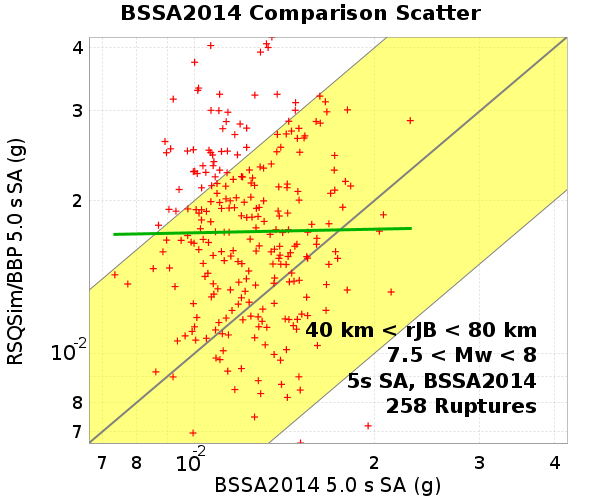 BSSA2014 Comparison Scatter
RSQSim/BBP 5.0 s SA (g)
4
3
2
10^-2
8
7
40 km < rJB < 80 km
7.5 < Mw < 8
5s SA, BSSA2014
258 Ruptures
7 8 10^-2 2 3 4
BSSA2014 5.0 s SA (g)